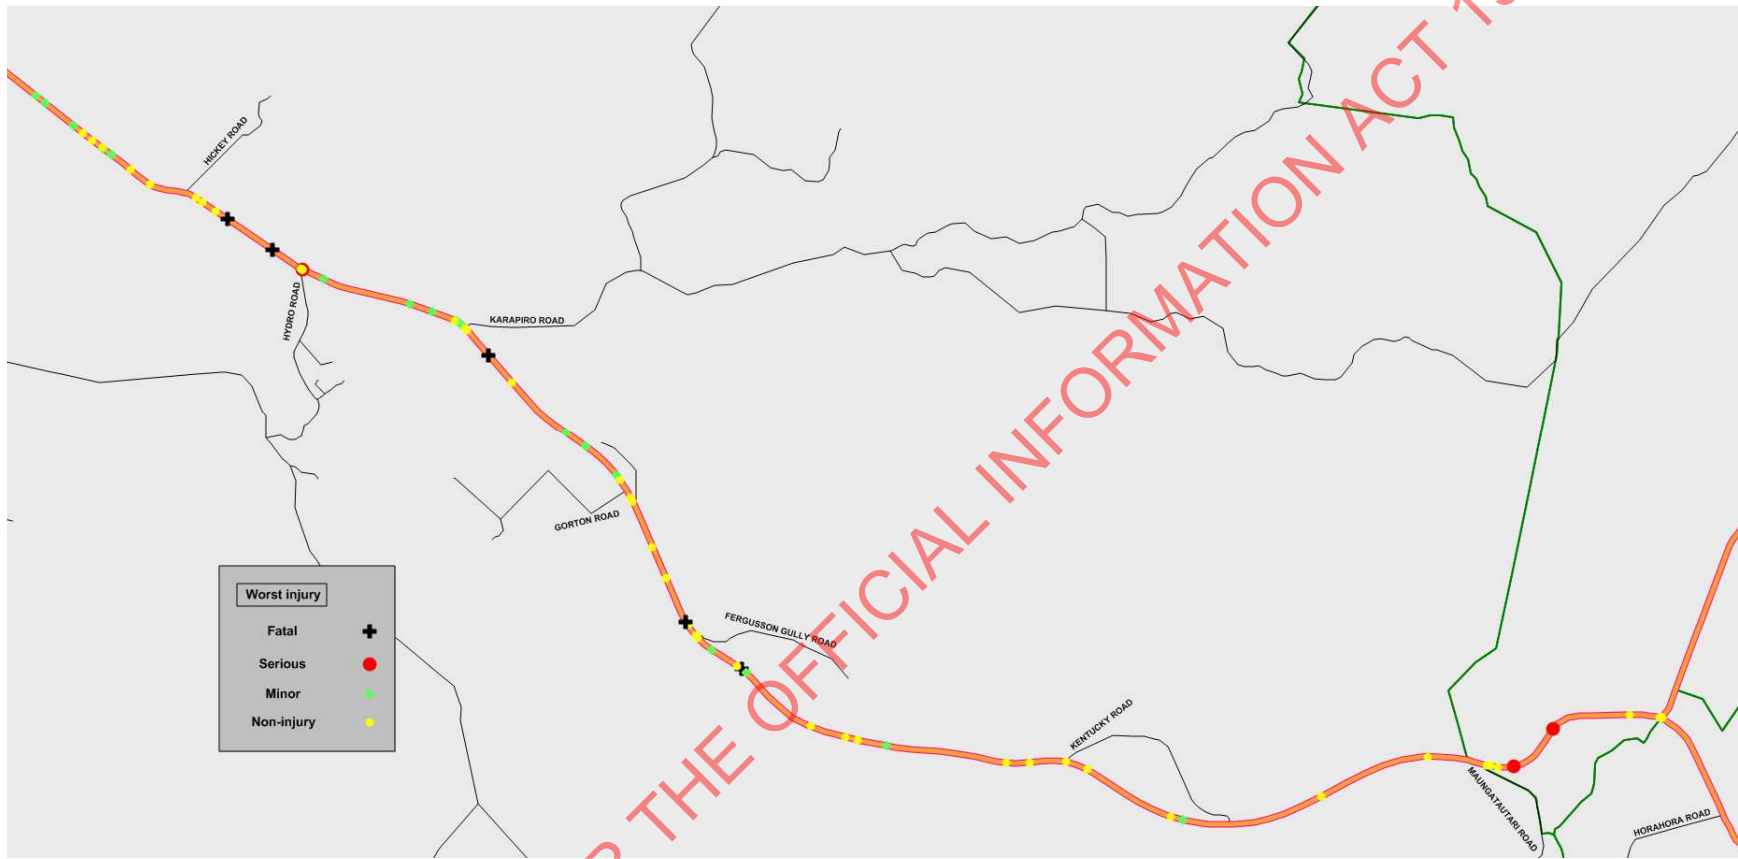 HICKEY ROAD
HYDRO ROAD
KARAPIRO ROAD
GORTON ROAD
FERGUSSON GULLY ROAD
KENTUCKY ROAD
MAUNGATAUTARI ROAD
HORAHORA ROAD
Worst injury
Fatal
Serious
Minor
Non-injury
THE OFFICIAL INFORMATION ACT